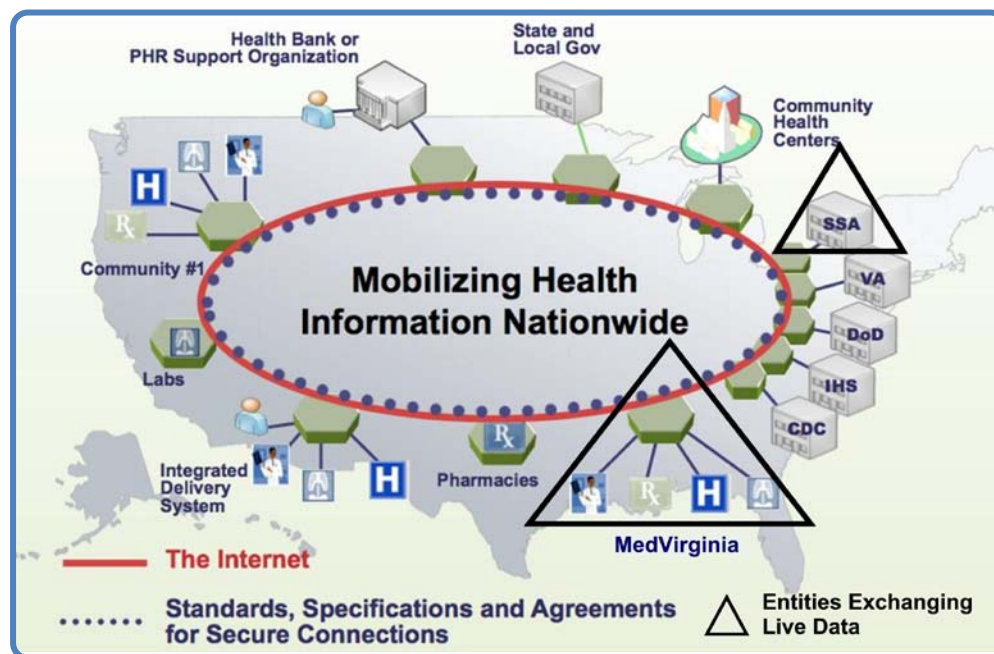 Health Bank or
PHR Support Organization
State and
Local Gov
Community
Health
Centers
H
Rx
Community #1
SSA
VA
DoD
IHS
CDC
Mobilizing Health
Information Nationwide
Labs
Integrated
Delivery
System
H
Rx
Pharmacies
Rx
H
MedVirginia
The Internet
Standards, Specifications and Agreements
for Secure Connections
Entities Exchanging
Live Data